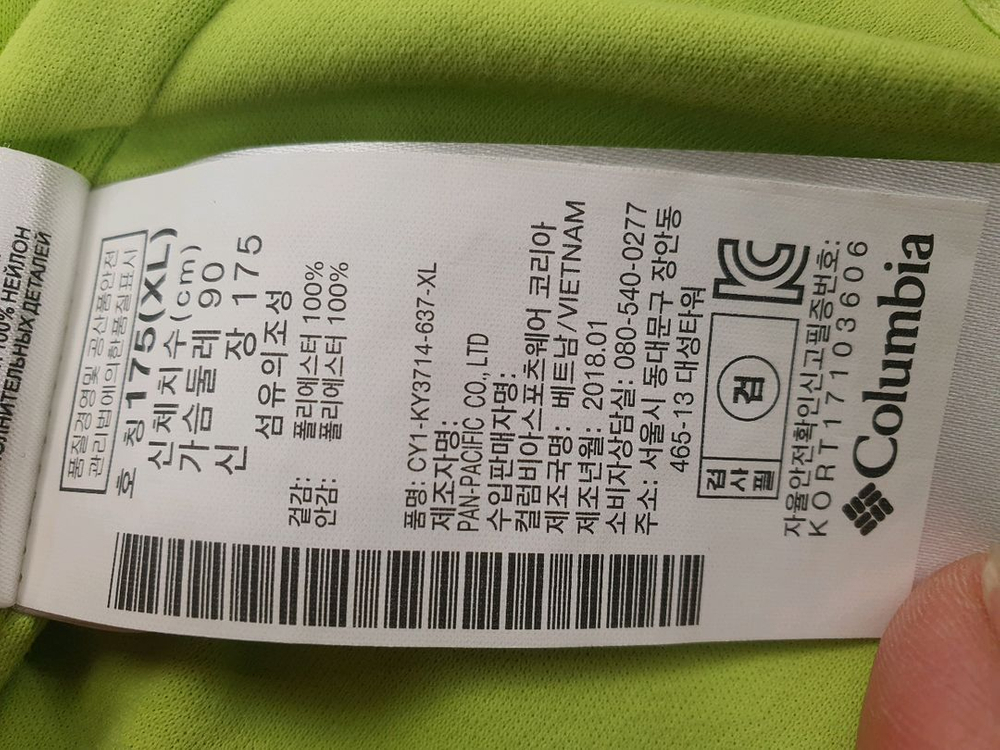 품질경영및 공산품안전
관리법에의한품질표시
호 칭 175(XL)
신체치수(cm)
가슴둘레 90
신 장 175
섬유의조성
겉감: 폴리에스터 100%
안감: 폴리에스터 100%
품명: CY1-KY3714-637-XL
제조자명:
PAN-PACIFIC CO., LTD
수입판매자명:
컬럼비아스포츠웨어 코리아
제조국명: 베트남/VIETNAM
제조년월: 2018.01
소비자상담실: 080-540-0277
주소: 서울시 동대문구 장안동
465-13 대성타워
검사필 검
자율안전확인신고필증번호:
KORT17103606
Columbia
100% НЕЙЛОН
ДЕТАЛЕЙ